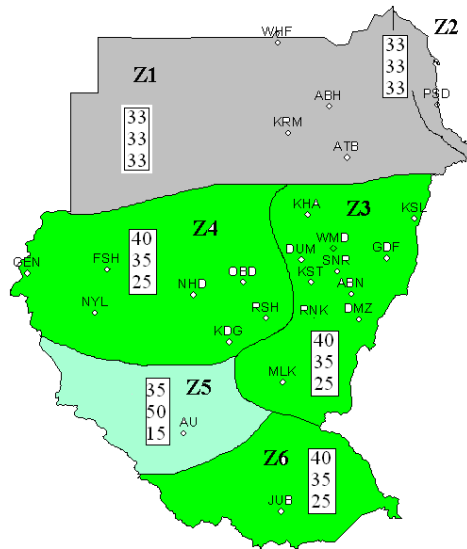 WHF
Z2
Z1
33
33
33
PSD
ABH
33
33
33
KRM
ATB
KHA
Z3
KSL
Z4
40
35
25
WMD
DUM
GDF
GEN
FSH
SNR
OBD
KST
NHD
ABN
NYL
RSH
RNK
DMZ
KDG
40
35
25
MLK
Z5
35
50
15
AU
Z6
40
35
25
JUB